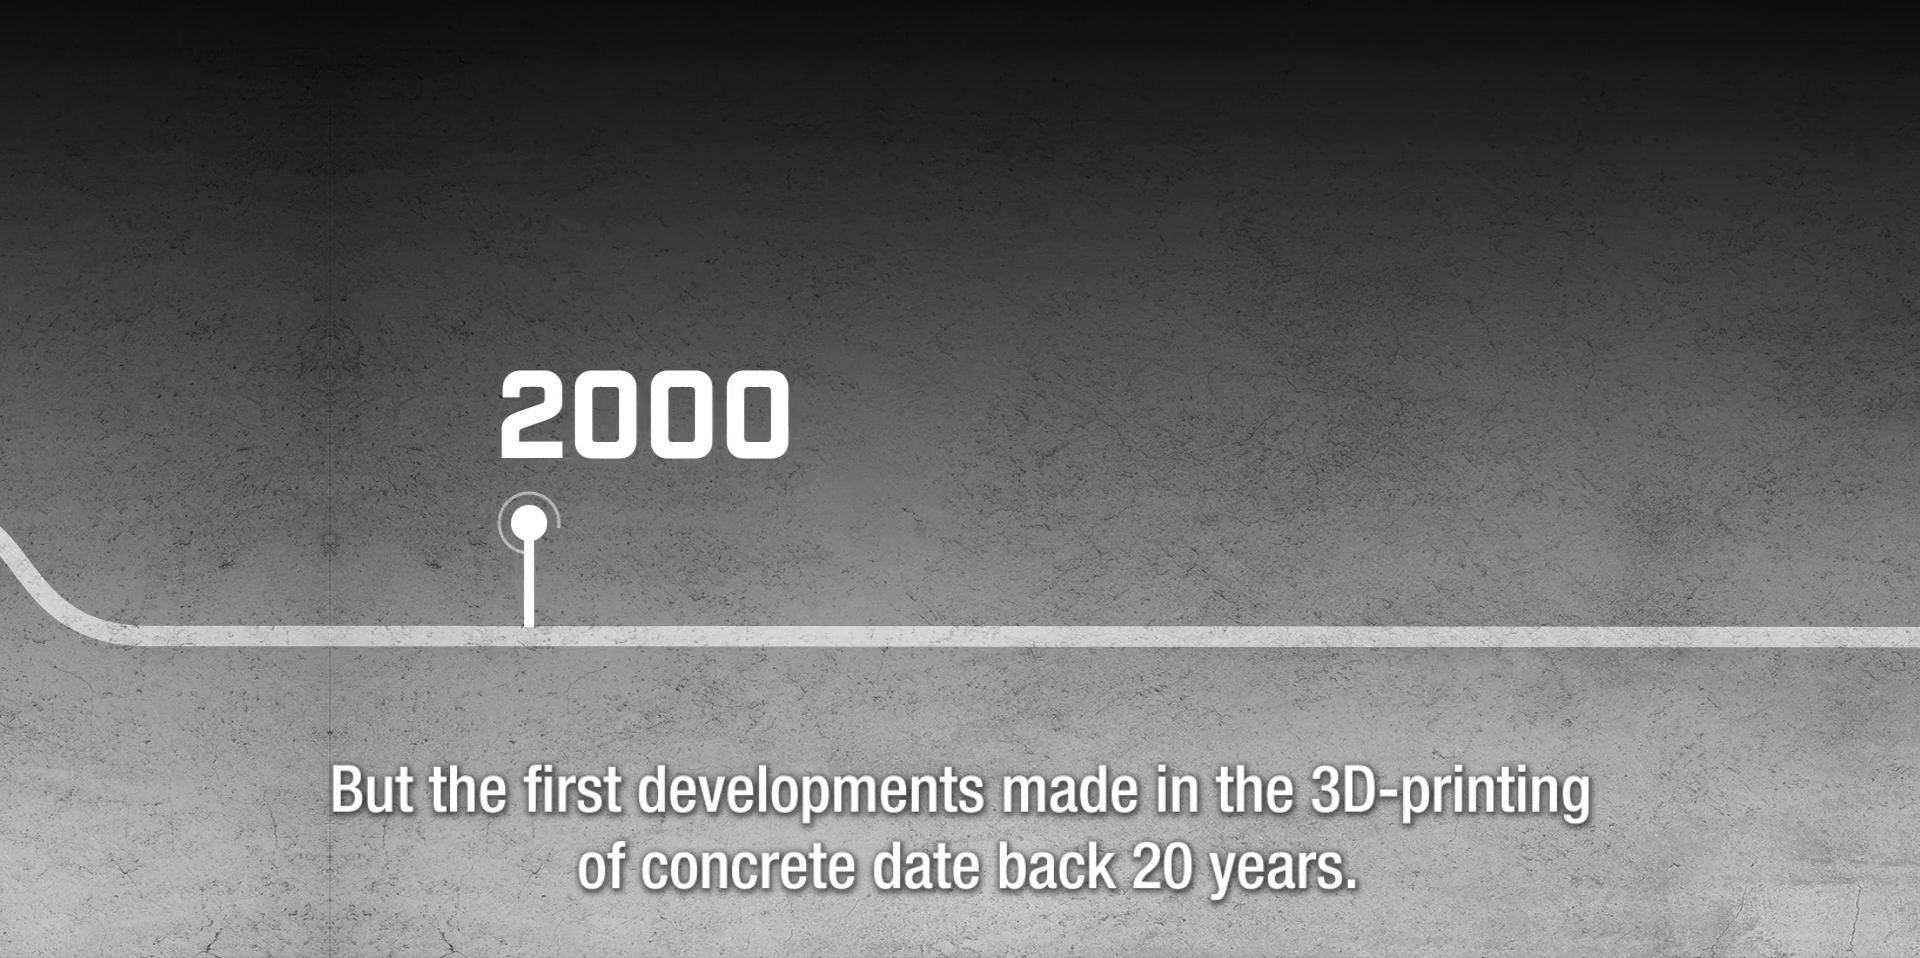 2000
But the first developments made in the 3D-printing
of concrete date back 20 years.